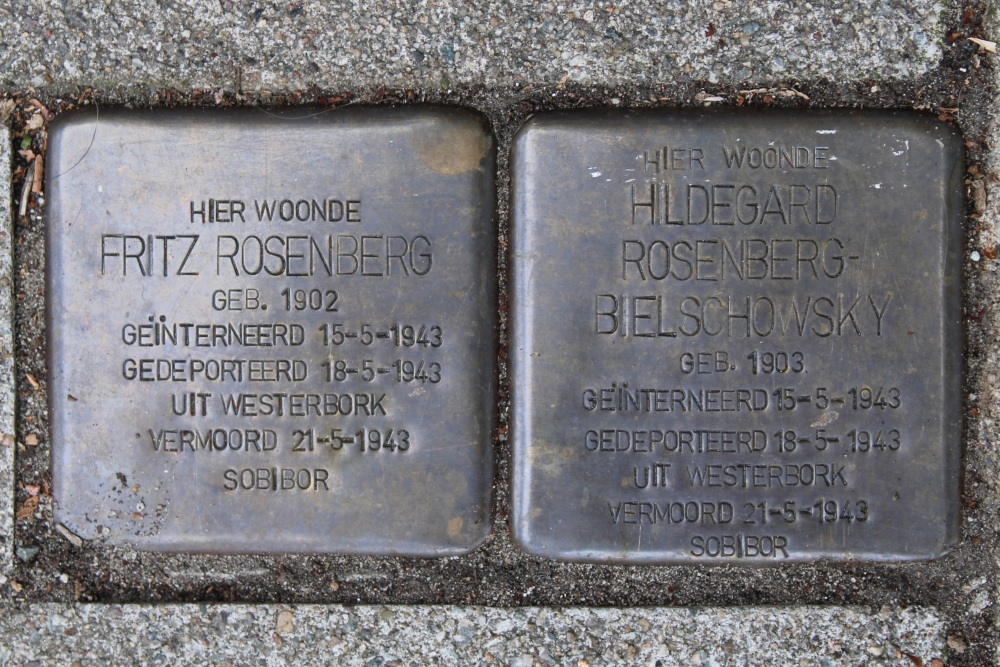 HIER WOONDE
FRITZ ROSENBERG
GEB. 1902
GEÏNTERNEERD 15-5-1943
GEDEPORTEERD 18-5-1943
UIT WESTERBORK
VERMOORD 21-5-1943
SOBIBOR
HIER WOONDE
HILDEGARD
ROSENBERG-
BIELSCHOWSKY
GEB. 1903
GEÏNTERNEERD 15-5-1943
GEDEPORTEERD 18-5-1943
UIT WESTERBORK
VERMOORD 21-5-1943
SOBIBOR